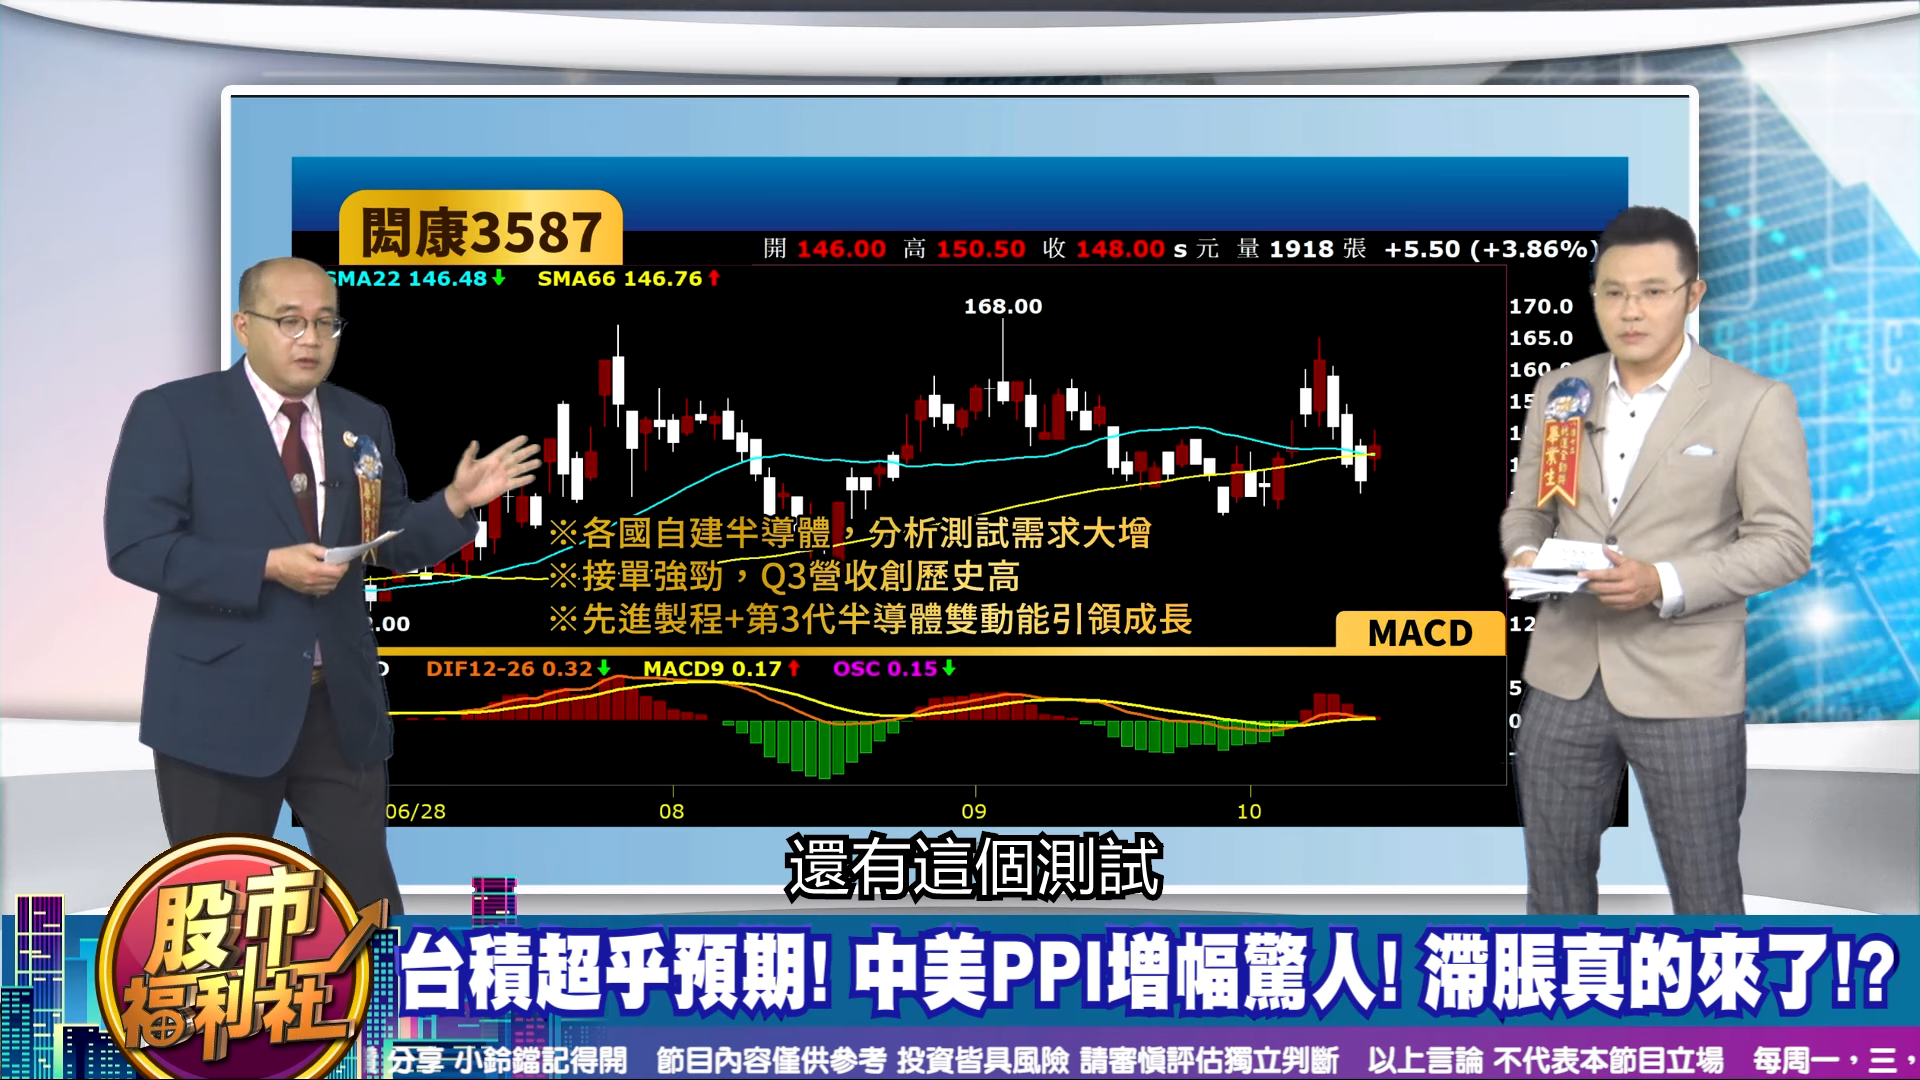 閎康3587
開 146.00 高 150.50 收 148.00 s 元 量 1918 張 +5.50 (+3.86%)
SMA22 146.48↓ SMA66 146.76↑
168.00
170.0
165.0
160.0
※各國自建半導體，分析測試需求大增
※接單強勁，Q3營收創歷史高
※先進製程+第3代半導體雙動能引領成長
MACD
DIF12-26 0.32↓ MACD9 0.17↑ OSC 0.15↓
5
0
06/28 08 09 10
畢業生
還有這個測試
股市
福利社
台積超乎預期! 中美PPI增幅驚人! 滯脹真的來了!?
分享 小鈴鐺記得開 節目內容僅供參考 投資皆具風險 請審慎評估獨立判斷 以上言論 不代表本節目立場 每周一，三，